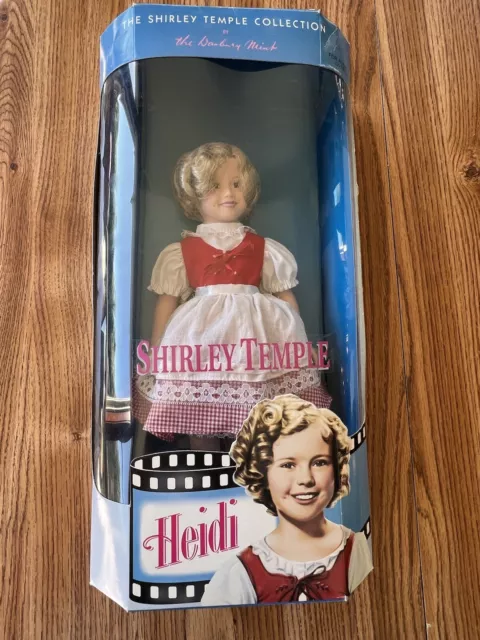 THE SHIRLEY TEMPLE COLLECTION
BY
the Danbury Mint
SHIRLEY TEMPLE
Heidi